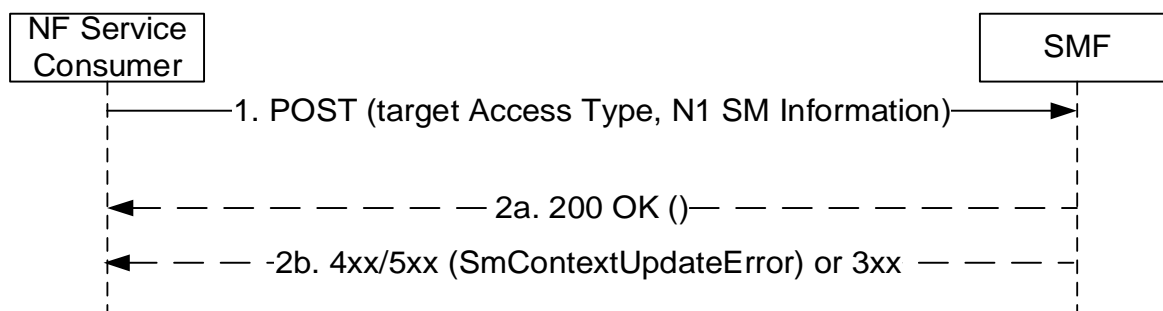 NF Service
Consumer
SMF
1. POST (target Access Type, N1 SM Information)
2a. 200 OK ()
-2b. 4xx/5xx (SmContextUpdateError) or 3xx